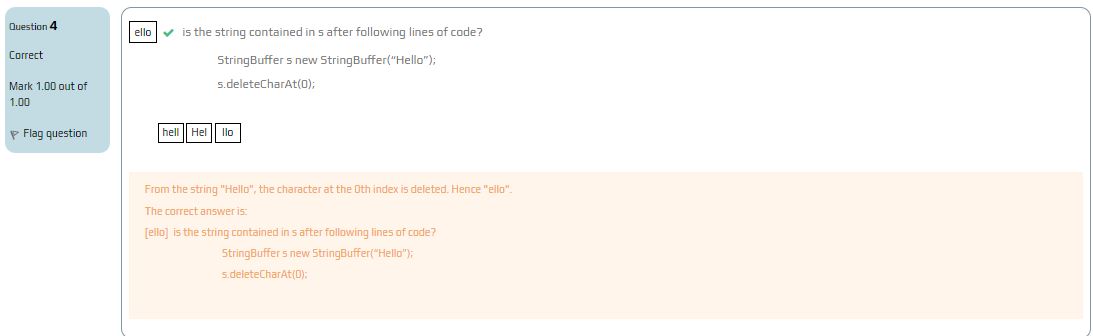 Question 4
Correct
Mark 1.00 out of
1.00
Flag question
ello is the string contained in s after following lines of code?
StringBuffer s new StringBuffer(“Hello”);
s.deleteCharAt(0);
hell Hel llo
From the string "Hello", the character at the 0th index is deleted. Hence "ello".
The correct answer is:
[ello] is the string contained in s after following lines of code?
StringBuffer s new StringBuffer(“Hello”);
s.deleteCharAt(0);